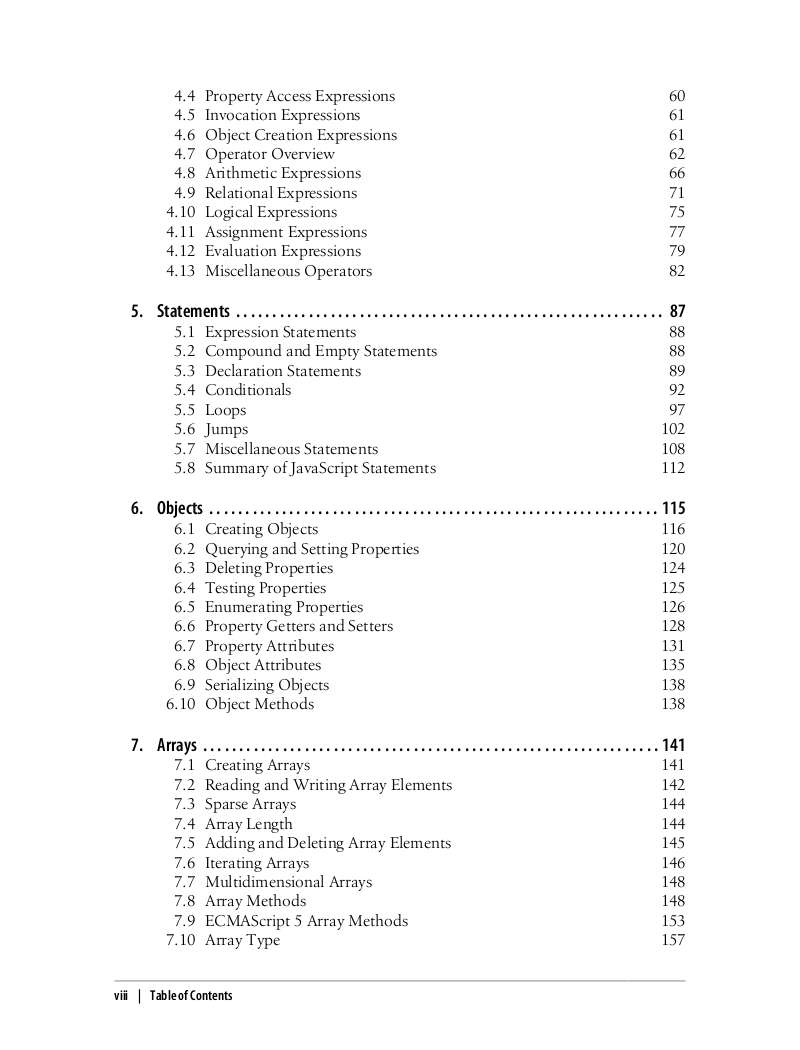 4.4 Property Access Expressions 60
4.5 Invocation Expressions 61
4.6 Object Creation Expressions 61
4.7 Operator Overview 62
4.8 Arithmetic Expressions 66
4.9 Relational Expressions 71
4.10 Logical Expressions 75
4.11 Assignment Expressions 77
4.12 Evaluation Expressions 79
4.13 Miscellaneous Operators 82
5. Statements . . . . . . . . . . . . . . . . . . . . . . . . . . . . . . . . . . . . . . . . . . . . . . . . . . . . . . . . . . . 87
5.1 Expression Statements 88
5.2 Compound and Empty Statements 88
5.3 Declaration Statements 89
5.4 Conditionals 92
5.5 Loops 97
5.6 Jumps 102
5.7 Miscellaneous Statements 108
5.8 Summary of JavaScript Statements 112
6. Objects . . . . . . . . . . . . . . . . . . . . . . . . . . . . . . . . . . . . . . . . . . . . . . . . . . . . . . . . . . . . . . 115
6.1 Creating Objects 116
6.2 Querying and Setting Properties 120
6.3 Deleting Properties 124
6.4 Testing Properties 125
6.5 Enumerating Properties 126
6.6 Property Getters and Setters 128
6.7 Property Attributes 131
6.8 Object Attributes 135
6.9 Serializing Objects 138
6.10 Object Methods 138
7. Arrays . . . . . . . . . . . . . . . . . . . . . . . . . . . . . . . . . . . . . . . . . . . . . . . . . . . . . . . . . . . . . . . 141
7.1 Creating Arrays 141
7.2 Reading and Writing Array Elements 142
7.3 Sparse Arrays 144
7.4 Array Length 144
7.5 Adding and Deleting Array Elements 145
7.6 Iterating Arrays 146
7.7 Multidimensional Arrays 148
7.8 Array Methods 148
7.9 ECMAScript 5 Array Methods 153
7.10 Array Type 157
viii | Table of Contents